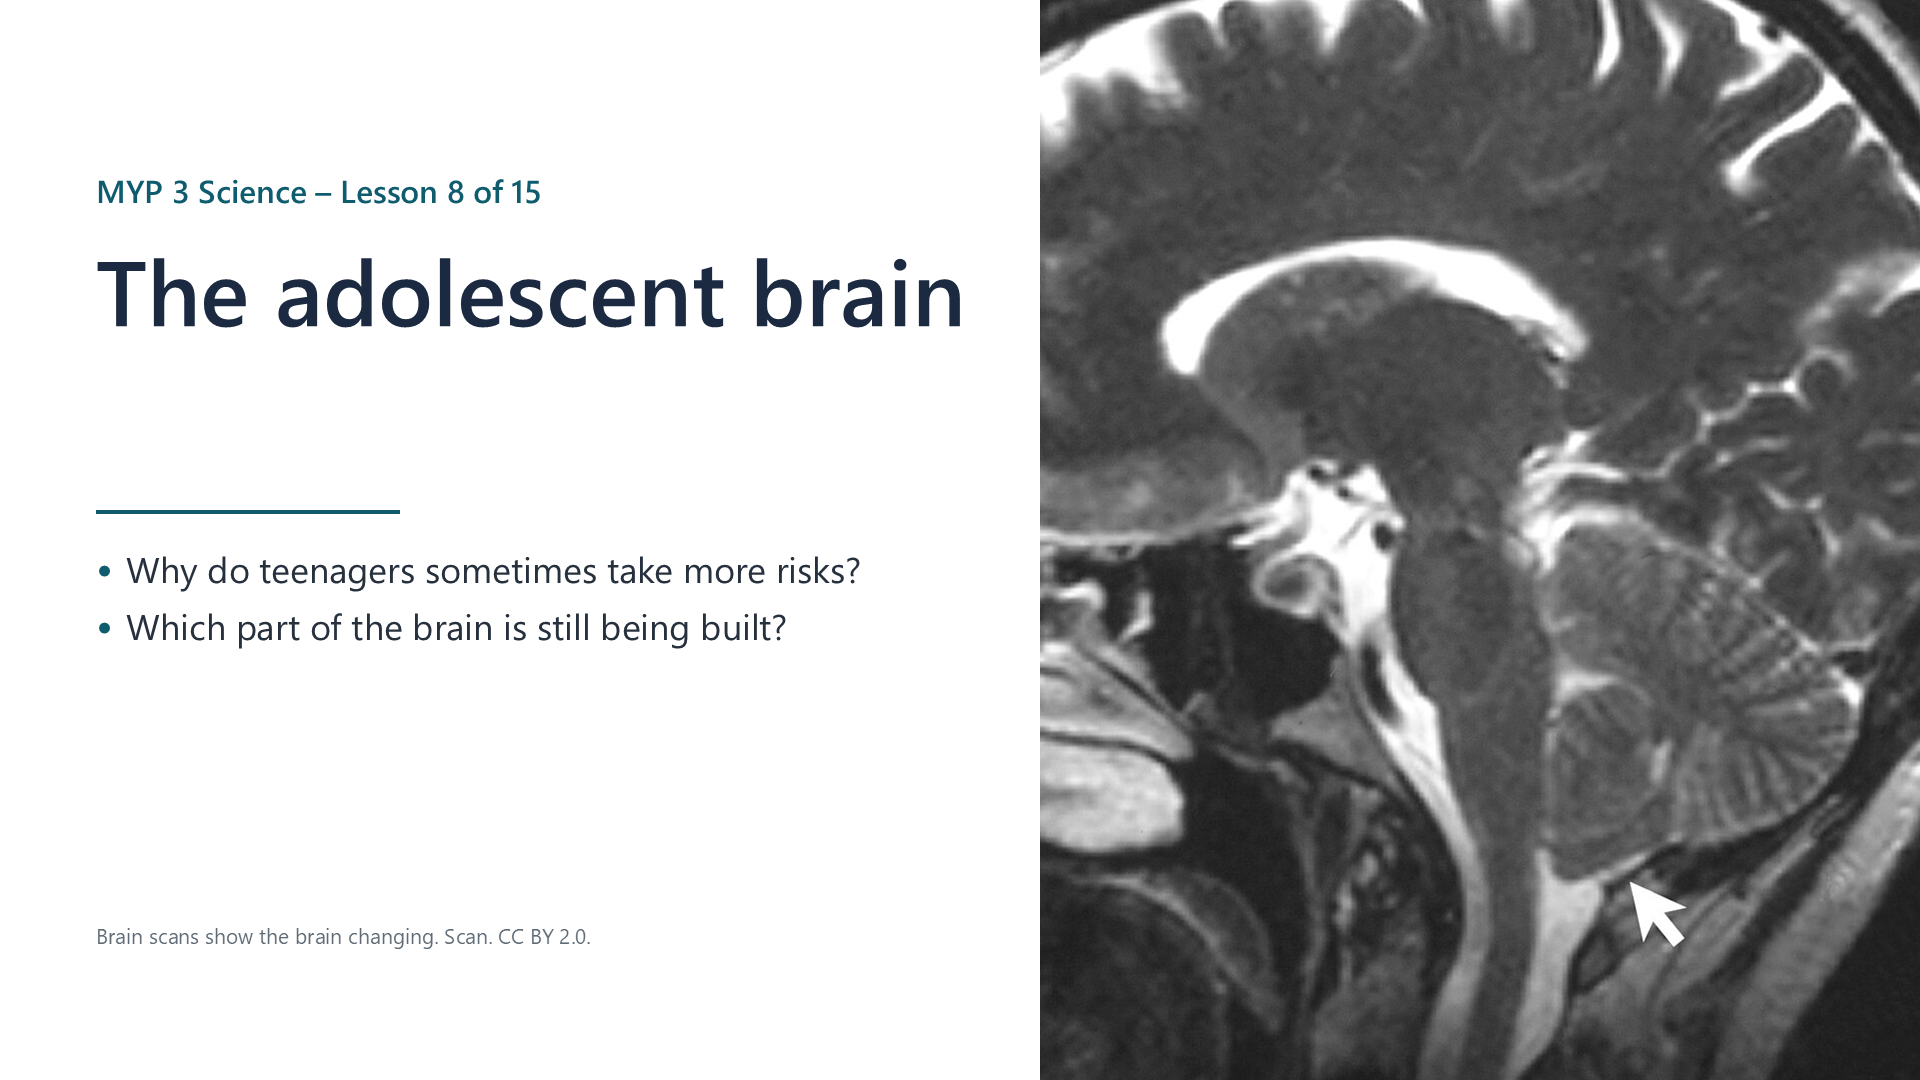 MYP 3 Science – Lesson 8 of 15
The adolescent brain
• Why do teenagers sometimes take more risks?
• Which part of the brain is still being built?
Brain scans show the brain changing. Scan. CC BY 2.0.